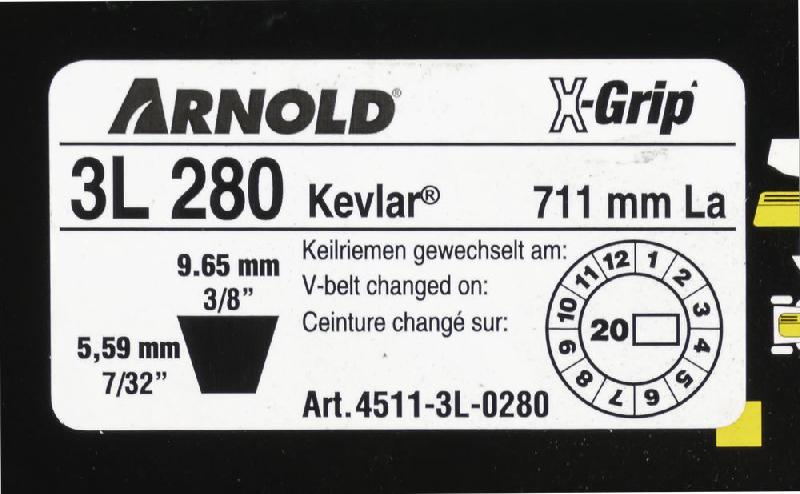 ARNOLD®
X-Grip
3L 280 Kevlar® 711 mm La
9.65 mm
3/8”
5,59 mm
7/32”
Keilriemen gewechselt am:
V-belt changed on:
Ceinture changé sur:
1 2 3 4 5 6 7 8 9 10 11 12
20
Art.4511-3L-0280